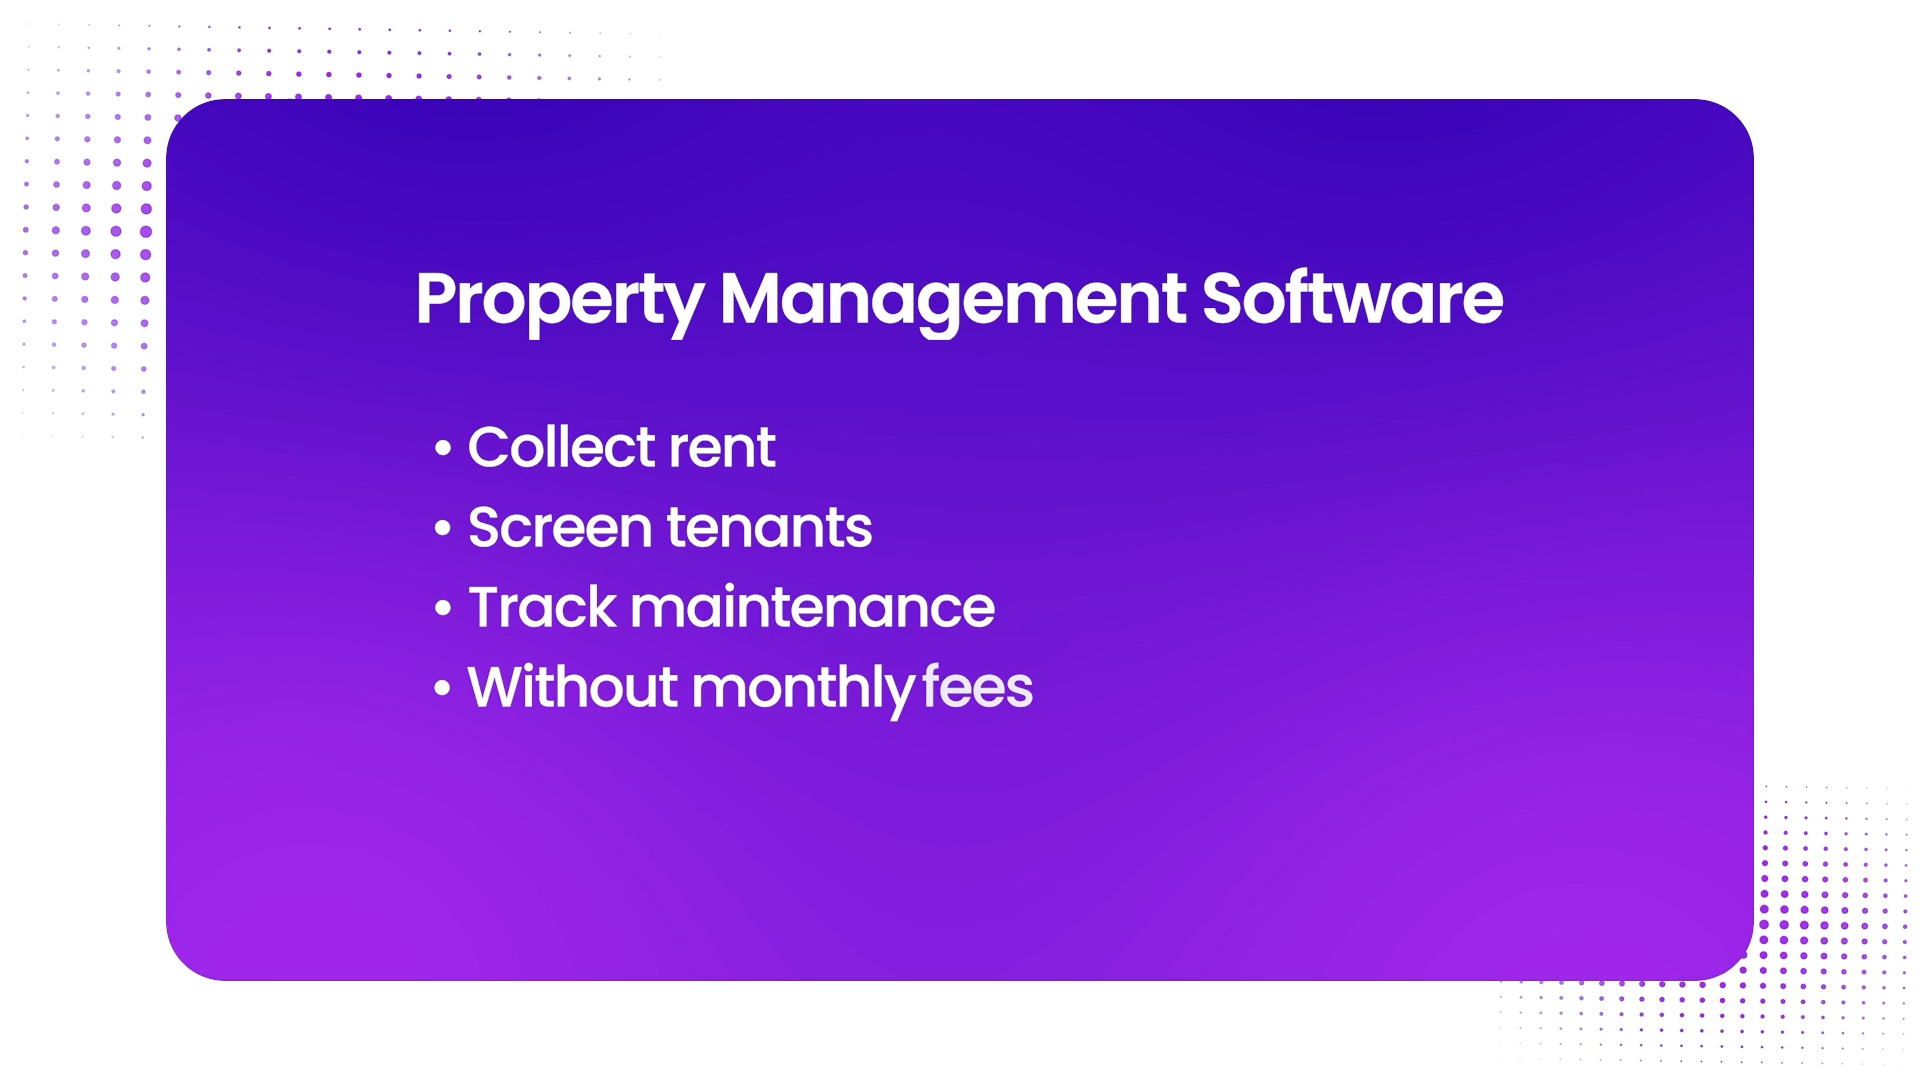 Property Management Software
• Collect rent
• Screen tenants
• Track maintenance
• Without monthly fees